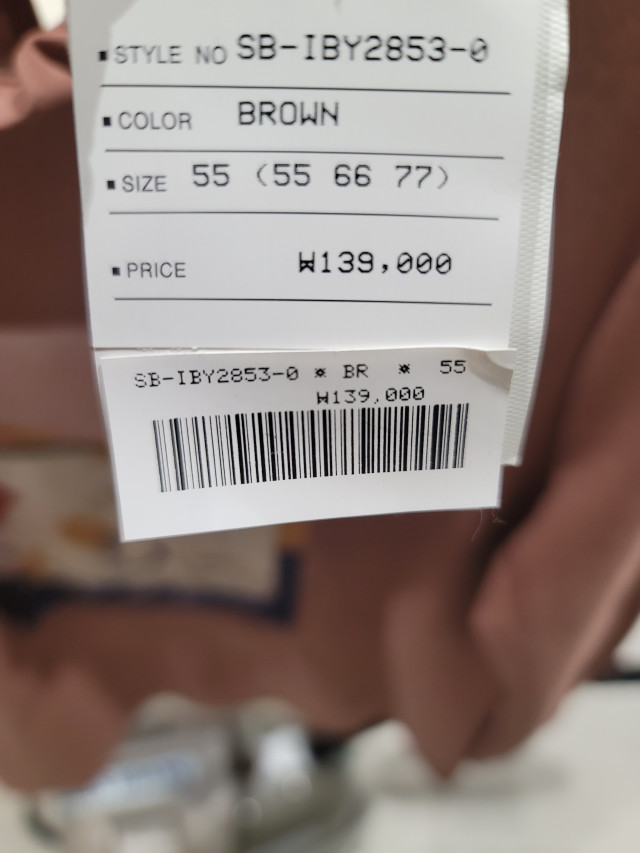 ▪STYLE NO SB-IBY2853-0
▪COLOR BROWN
▪SIZE 55 (55 66 77)
▪PRICE ₩139,000
SB-IBY2853-0 * BR * 55
₩139,000